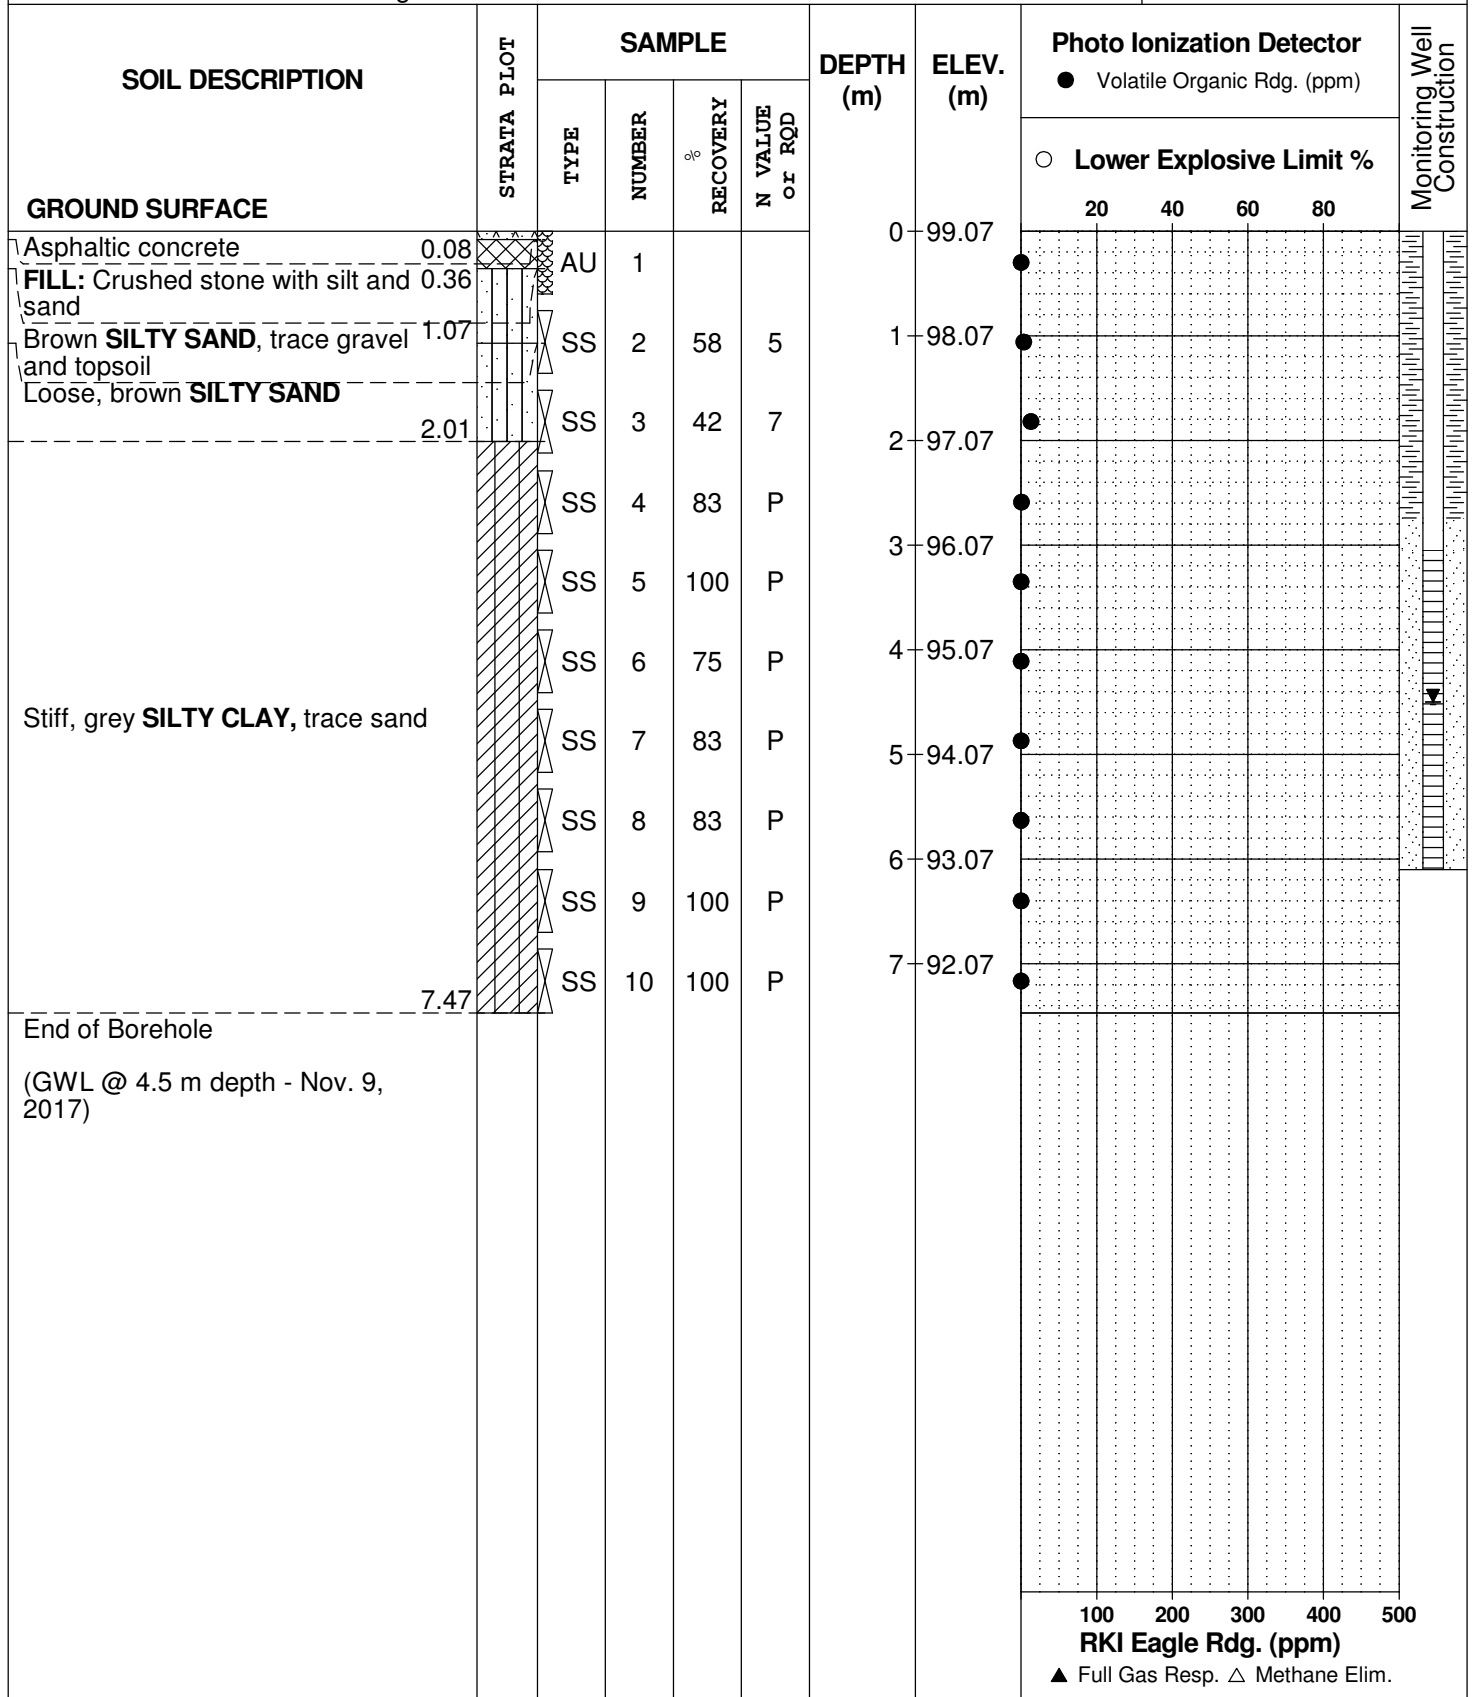 SOIL DESCRIPTION
GROUND SURFACE
STRATA PLOT
SAMPLE
TYPE
NUMBER
%
RECOVERY
N VALUE
or RQD
DEPTH
(m)
ELEV.
(m)
Photo Ionization Detector
● Volatile Organic Rdg. (ppm)
○ Lower Explosive Limit %
20 40 60 80
Monitoring Well
Construction
0 99.07
Asphaltic concrete 0.08
AU 1
FILL: Crushed stone with silt and 0.36
sand
Brown SILTY SAND, trace gravel 1.07
and topsoil
1 98.07
SS 2 58 5
Loose, brown SILTY SAND
2.01
SS 3 42 7
2 97.07
SS 4 83 P
3 96.07
SS 5 100 P
4 95.07
SS 6 75 P
Stiff, grey SILTY CLAY, trace sand
SS 7 83 P
5 94.07
SS 8 83 P
6 93.07
SS 9 100 P
7 92.07
SS 10 100 P
7.47
End of Borehole
(GWL @ 4.5 m depth - Nov. 9,
2017)
100 200 300 400 500
RKI Eagle Rdg. (ppm)
▲ Full Gas Resp. △ Methane Elim.